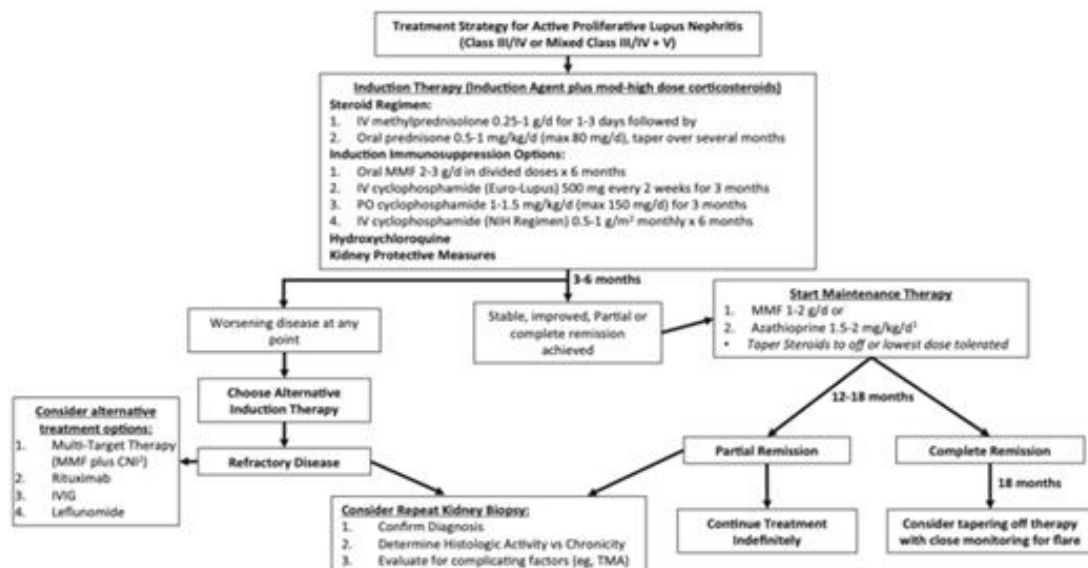 Treatment Strategy for Active Proliferative Lupus Nephritis
(Class III/IV or Mixed Class III/IV + V)
Induction Therapy (Induction Agent plus mod-high dose corticosteroids)
Steroid Regimen:
1. IV methylprednisolone 0.25-1 g/d for 1-3 days followed by
2. Oral prednisone 0.5-1 mg/kg/d (max 80 mg/d), taper over several months
Induction Immunosuppression Options:
1. Oral MMF 2-3 g/d in divided doses x 6 months
2. IV cyclophosphamide (Euro-Lupus) 500 mg every 2 weeks for 3 months
3. PO cyclophosphamide 1-1.5 mg/kg/d (max 150 mg/d) for 3 months
4. IV cyclophosphamide (NIH Regimen) 0.5-1 g/m² monthly x 6 months
Hydroxychloroquine
Kidney Protective Measures
3-6 months
Worsening disease at any
point
Stable, improved, Partial or
complete remission
achieved
Start Maintenance Therapy
1. MMF 1-2 g/d or
2. Azathioprine 1.5-2 mg/kg/d¹
• Taper Steroids to off or lowest dose tolerated
Choose Alternative
Induction Therapy
12-18 months
Consider alternative
treatment options:
1. Multi-Target Therapy
(MMF plus CNI²)
2. Rituximab
3. IVIG
4. Leflunomide
Refractory Disease
Partial Remission
Complete Remission
18 months
Consider Repeat Kidney Biopsy:
1. Confirm Diagnosis
2. Determine Histologic Activity vs Chronicity
3. Evaluate for complicating factors (eg, TMA)
Continue Treatment
Indefinitely
Consider tapering off therapy
with close monitoring for flare